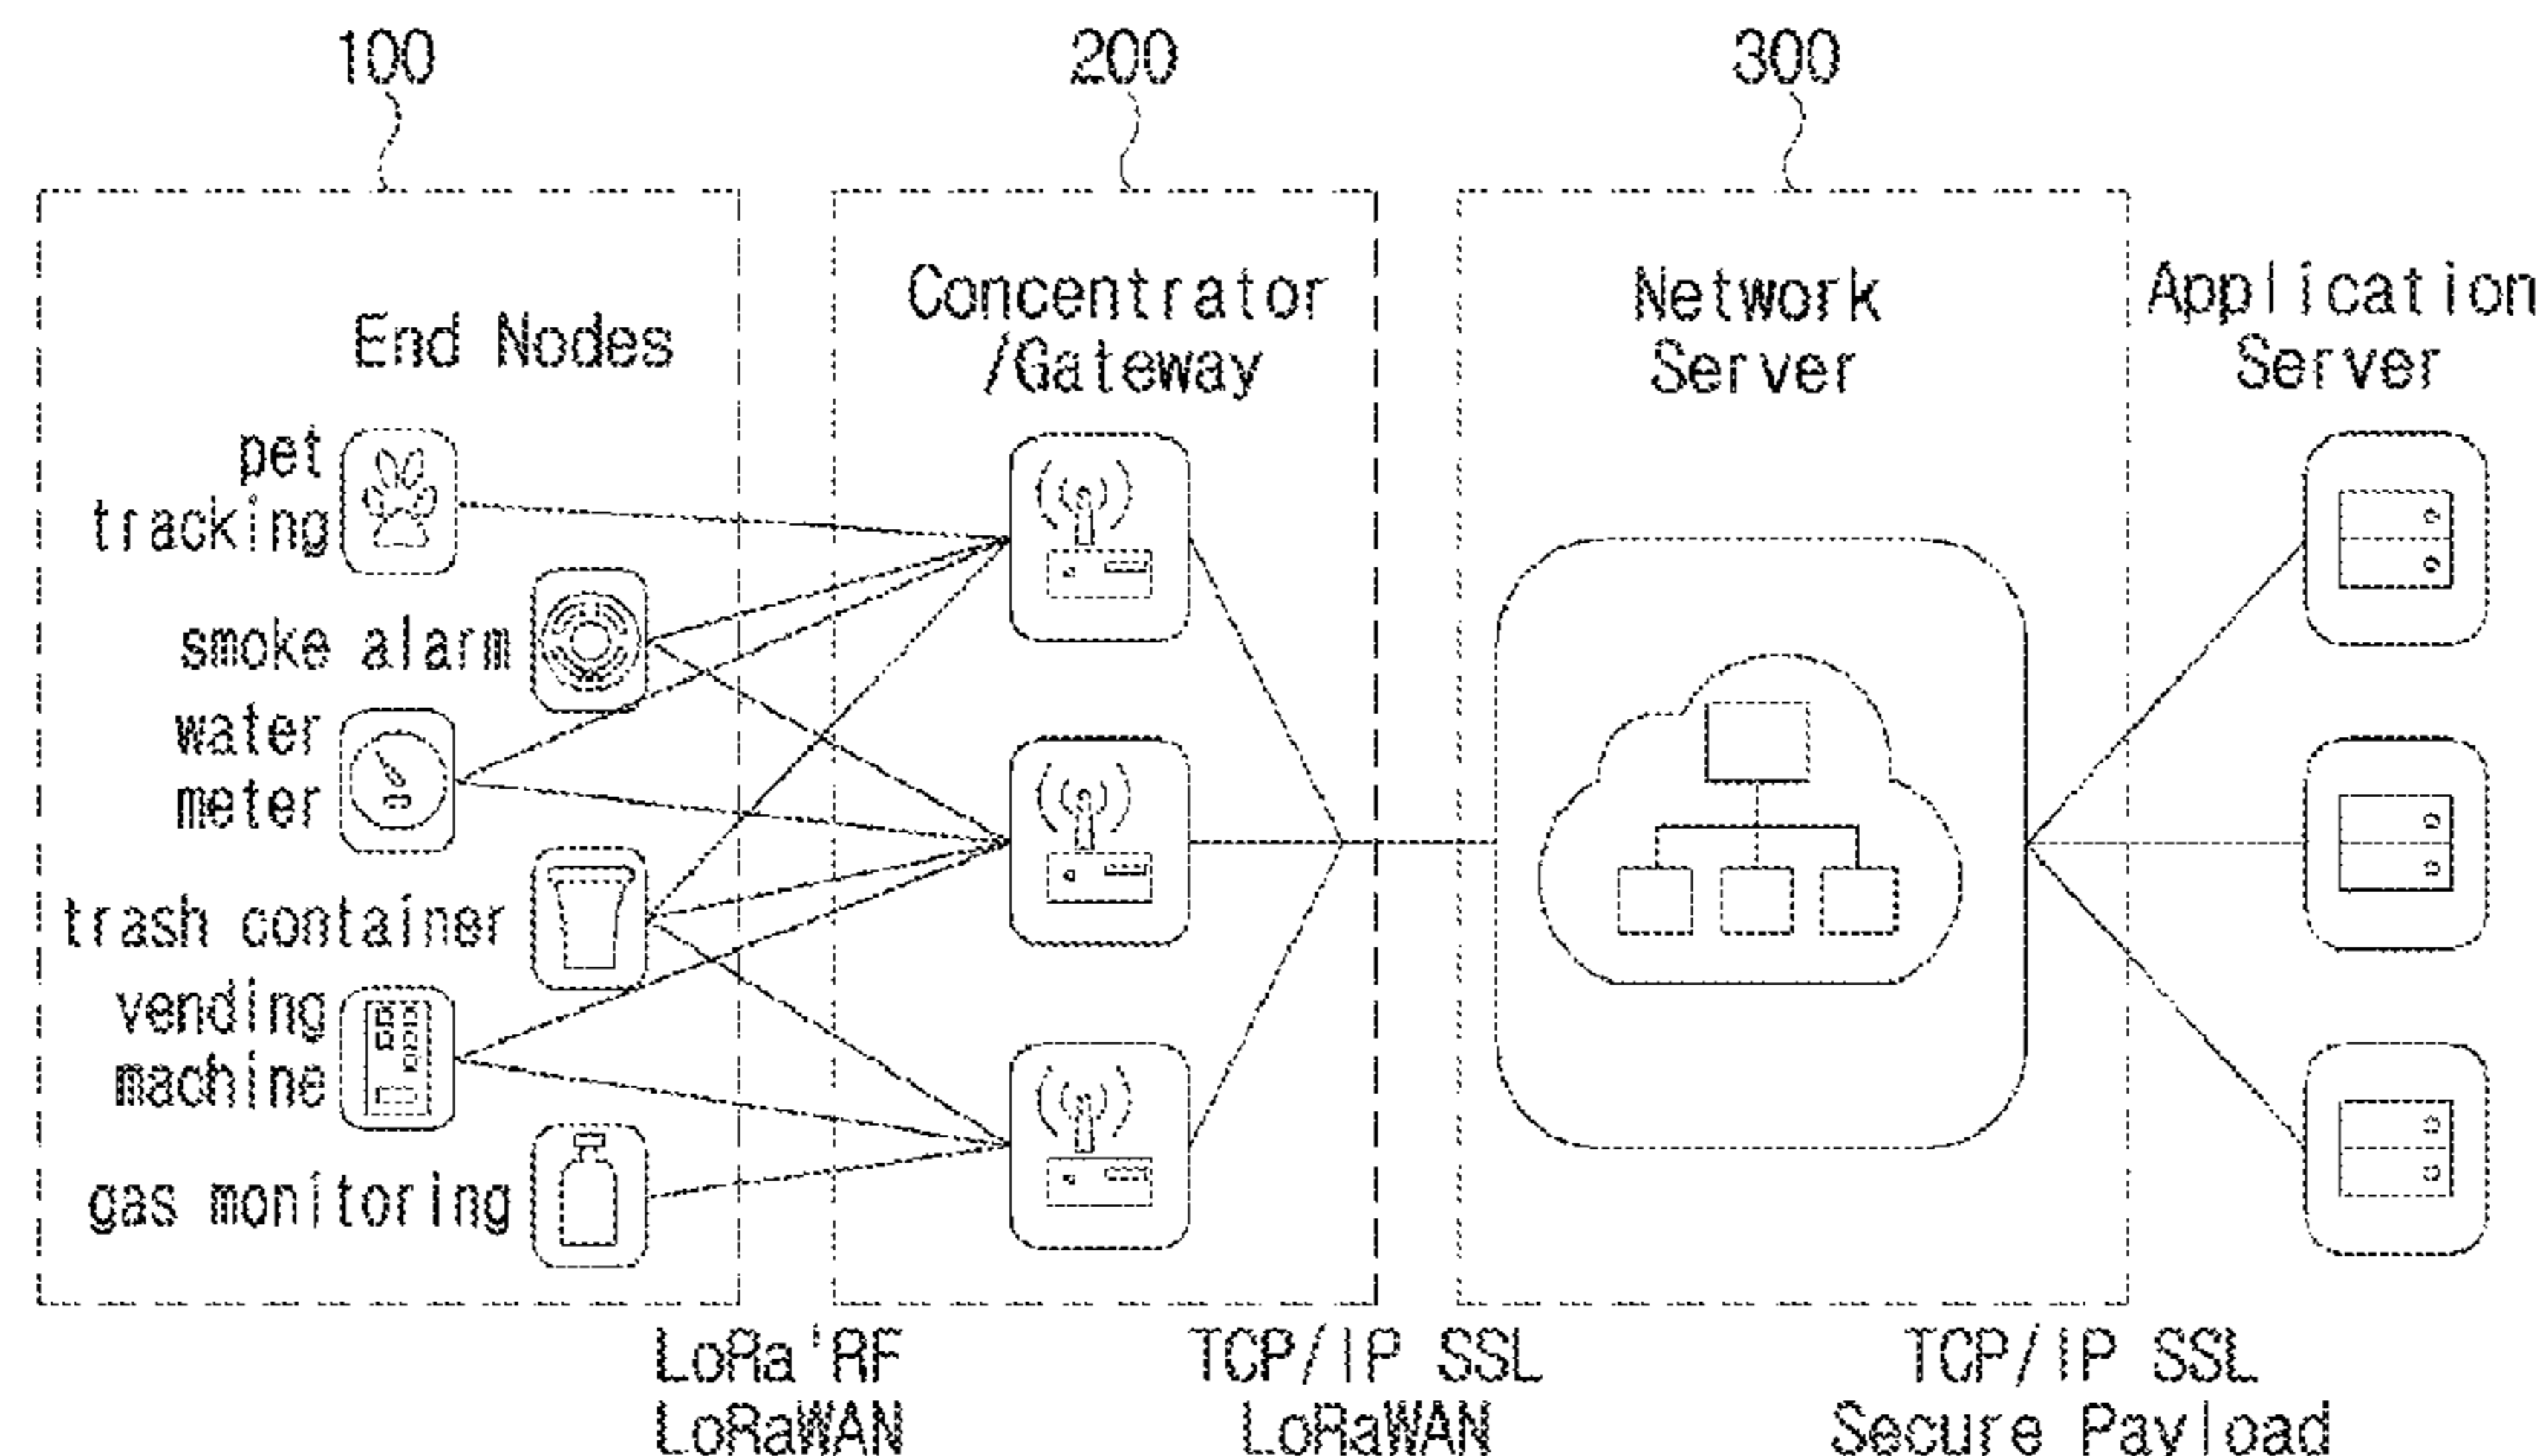 100
200
300
End Nodes
Concentrator
/Gateway
Network
Server
Application
Server
pet
tracking
smoke alarm
water
meter
trash container
vending
machine
gas monitoring
LoRa'RF
LoRaWAN
TCP/IP SSL
LoRaWAN
TCP/IP SSL
Secure Payload